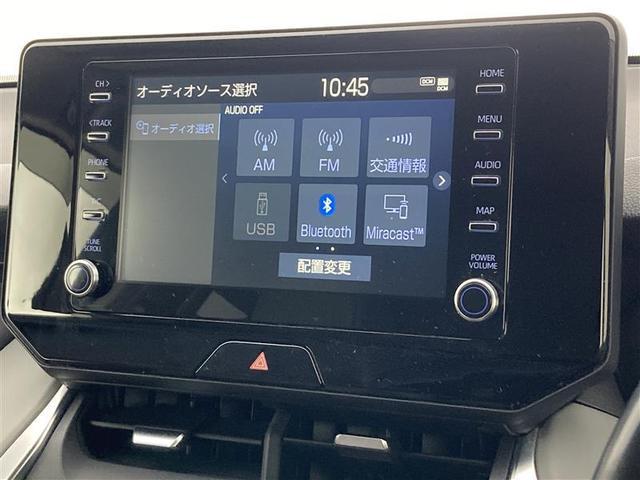 CH >
<TRACK
PHONE
TUNE
SCROLL
オーディオソース選択
10:45
DCM
DCM
オーディオ選択
AUDIO OFF
AM
FM
交通情報
USB
Bluetooth
Miracast™
配置変更
HOME
MENU
AUDIO
MAP
POWER
VOLUME